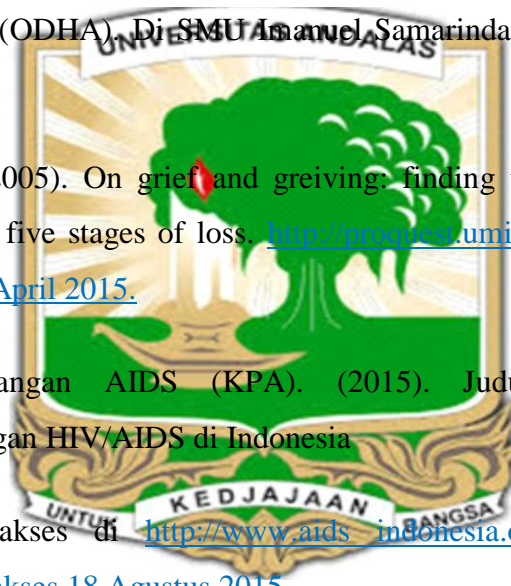 (ODHA). Di SMU Imanuel Samarinda
UNIVERSITAS ANDALAS
2005). On grief and greiving: finding
five stages of loss. http://proquest.umi
April 2015.
angan AIDS (KPA). (2015). Judu
gan HIV/AIDS di Indonesia
UNTUK KEDJAJAAN BANGSA
akses di http://www.aids indonesia.
akses 18 Agustus 2015